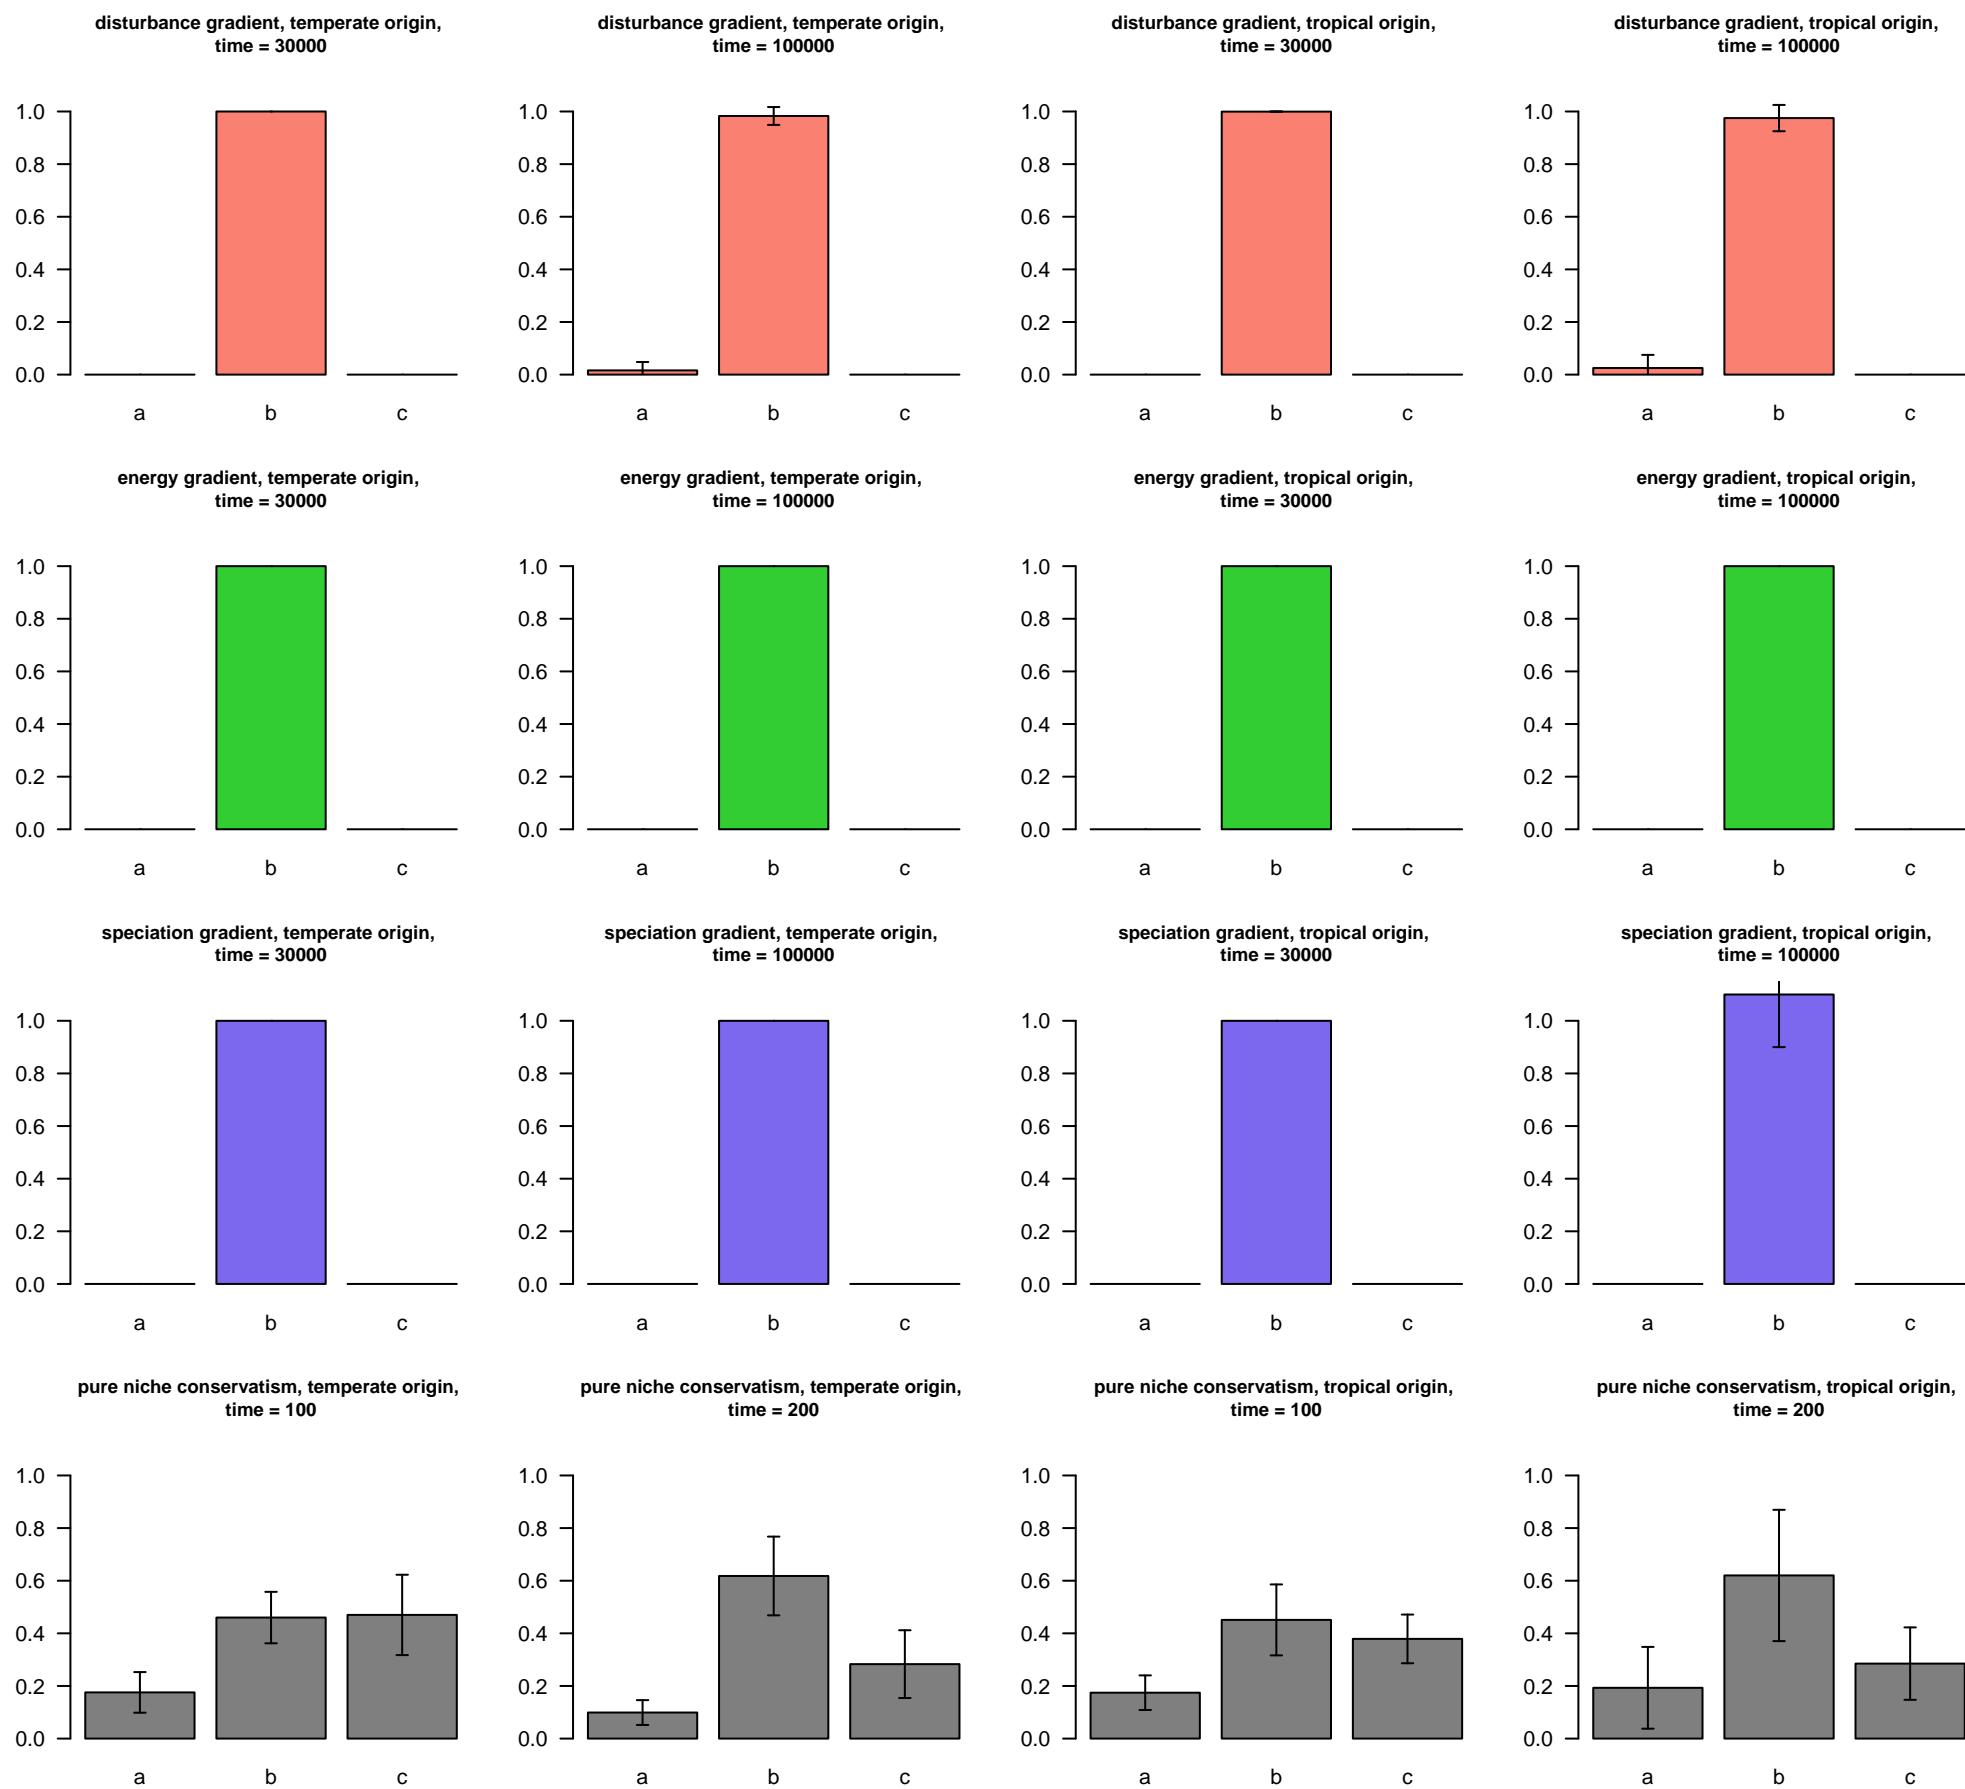 disturbance gradient, temperate origin,
time = 30000
1.0
0.8
0.6
0.4
0.2
0.0
a b c
disturbance gradient, temperate origin,
time = 100000
1.0
0.8
0.6
0.4
0.2
0.0
a b c
disturbance gradient, tropical origin,
time = 30000
1.0
0.8
0.6
0.4
0.2
0.0
a b c
disturbance gradient, tropical origin,
time = 100000
1.0
0.8
0.6
0.4
0.2
0.0
a b c
energy gradient, temperate origin,
time = 30000
1.0
0.8
0.6
0.4
0.2
0.0
a b c
energy gradient, temperate origin,
time = 100000
1.0
0.8
0.6
0.4
0.2
0.0
a b c
energy gradient, tropical origin,
time = 30000
1.0
0.8
0.6
0.4
0.2
0.0
a b c
energy gradient, tropical origin,
time = 100000
1.0
0.8
0.6
0.4
0.2
0.0
a b c
speciation gradient, temperate origin,
time = 30000
1.0
0.8
0.6
0.4
0.2
0.0
a b c
speciation gradient, temperate origin,
time = 100000
1.0
0.8
0.6
0.4
0.2
0.0
a b c
speciation gradient, tropical origin,
time = 30000
1.0
0.8
0.6
0.4
0.2
0.0
a b c
speciation gradient, tropical origin,
time = 100000
1.0
0.8
0.6
0.4
0.2
0.0
a b c
pure niche conservatism, temperate origin,
time = 100
1.0
0.8
0.6
0.4
0.2
0.0
a b c
pure niche conservatism, temperate origin,
time = 200
1.0
0.8
0.6
0.4
0.2
0.0
a b c
pure niche conservatism, tropical origin,
time = 100
1.0
0.8
0.6
0.4
0.2
0.0
a b c
pure niche conservatism, tropical origin,
time = 200
1.0
0.8
0.6
0.4
0.2
0.0
a b c